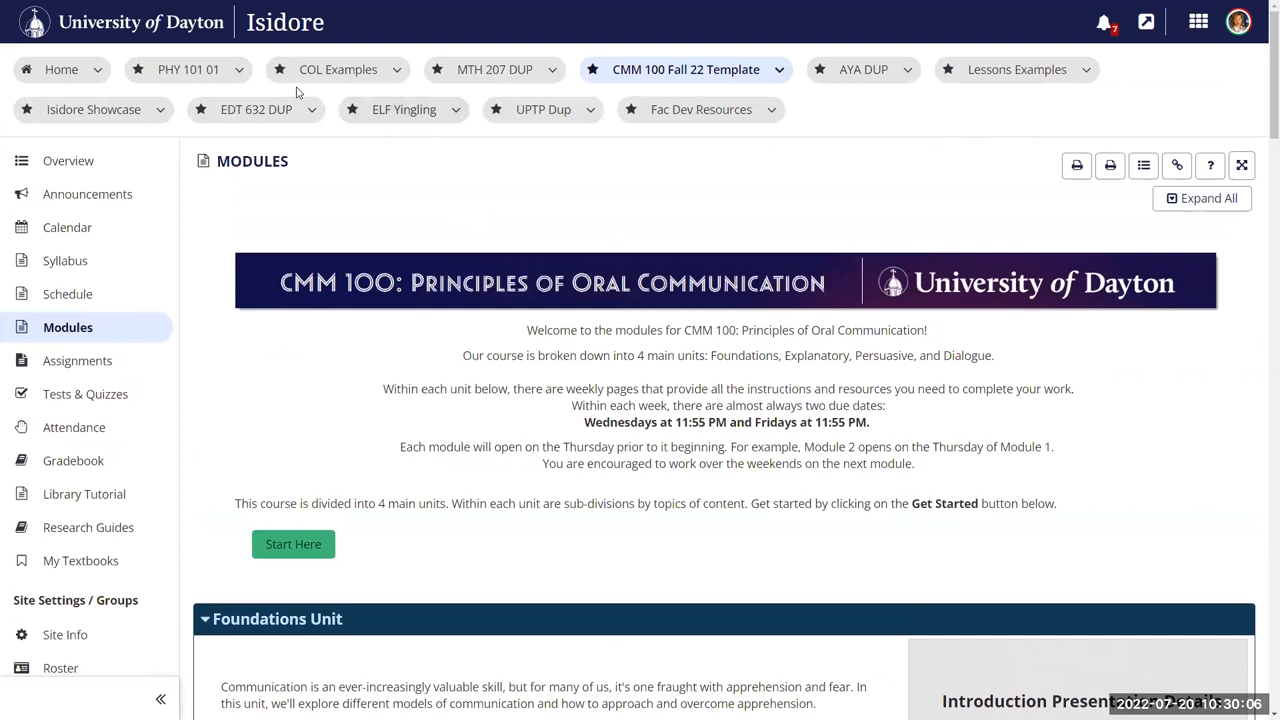 University of Dayton Isidore
7
Home PHY 101 01 COL Examples MTH 207 DUP CMM 100 Fall 22 Template AYA DUP Lessons Examples
Isidore Showcase EDT 632 DUP ELF Yingling UPTP Dup Fac Dev Resources
Overview
Announcements
Calendar
Syllabus
Schedule
Modules
Assignments
Tests & Quizzes
Attendance
Gradebook
Library Tutorial
Research Guides
My Textbooks
Site Settings / Groups
Site Info
Roster
MODULES
?
Expand All
CMM 100: Principles of Oral Communication University of Dayton
Welcome to the modules for CMM 100: Principles of Oral Communication!
Our course is broken down into 4 main units: Foundations, Explanatory, Persuasive, and Dialogue.
Within each unit below, there are weekly pages that provide all the instructions and resources you need to complete your work.
Within each week, there are almost always two due dates:
Wednesdays at 11:55 PM and Fridays at 11:55 PM.
Each module will open on the Thursday prior to it beginning. For example, Module 2 opens on the Thursday of Module 1.
You are encouraged to work over the weekends on the next module.
This course is divided into 4 main units. Within each unit are sub-divisions by topics of content. Get started by clicking on the Get Started button below.
Start Here
Foundations Unit
Communication is an ever-increasingly valuable skill, but for many of us, it's one fraught with apprehension and fear. In
this unit, we'll explore different models of communication and how to approach and overcome apprehension.
Introduction Presentation Details
2022-07-20 10:30:06